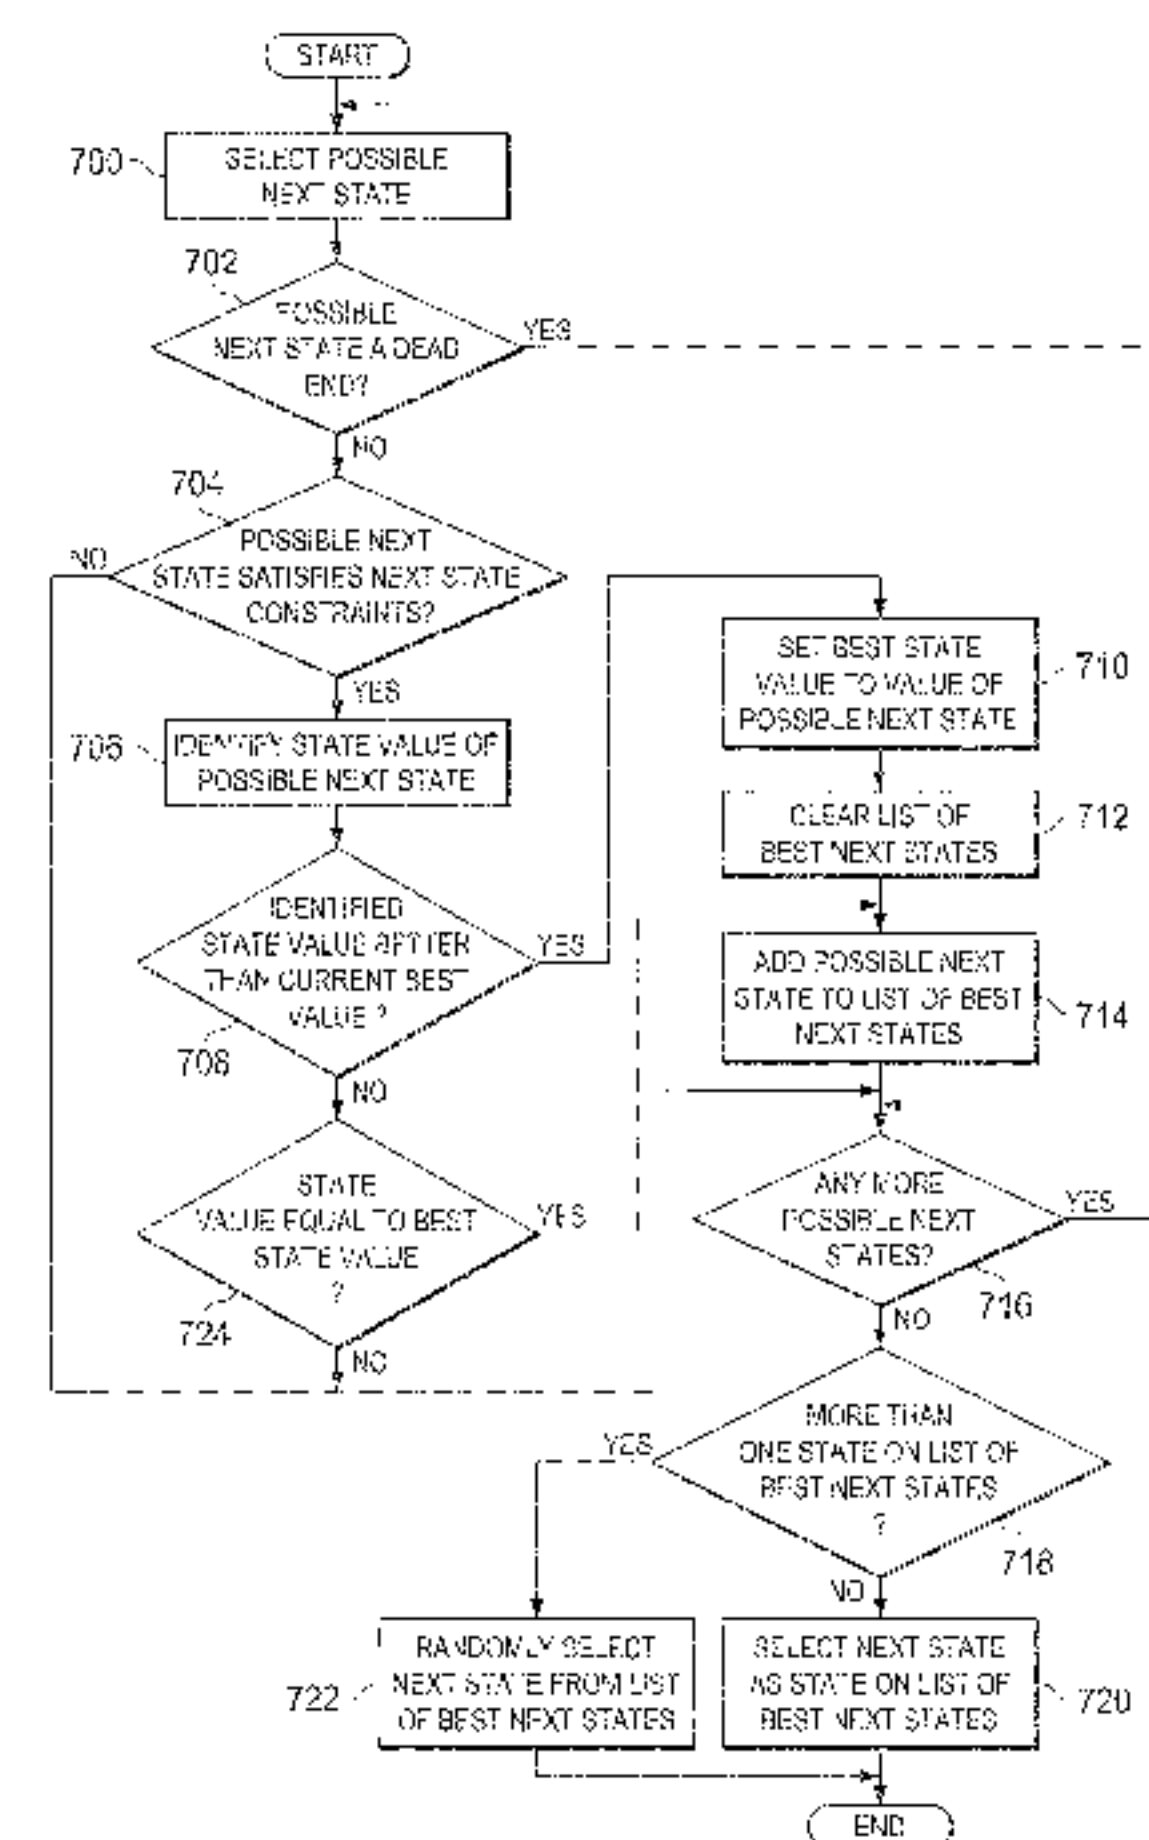 START
700
SELECT POSSIBLE
NEXT STATE
702
POSSIBLE
NEXT STATE A DEAD
END?
YES
NO
704
POSSIBLE NEXT
STATE SATISFIES NEXT STATE
CONSTRAINTS?
NO
YES
706
IDENTIFY STATE VALUE OF
POSSIBLE NEXT STATE
IDENTIFIED
STATE VALUE BETTER
THAN CURRENT BEST
VALUE ?
708
YES
NO
STATE
VALUE EQUAL TO BEST
STATE VALUE
?
724
YES
NO
SET BEST STATE
VALUE TO VALUE OF
POSSIBLE NEXT STATE
710
CLEAR LIST OF
BEST NEXT STATES
712
ADD POSSIBLE NEXT
STATE TO LIST OF BEST
NEXT STATES
714
ANY MORE
POSSIBLE NEXT
STATES?
YES
716
NO
MORE THAN
ONE STATE ON LIST OF
BEST NEXT STATES
?
YES
718
NO
RANDOMLY SELECT
NEXT STATE FROM LIST
OF BEST NEXT STATES
722
SELECT NEXT STATE
AS STATE ON LIST OF
BEST NEXT STATES
720
END